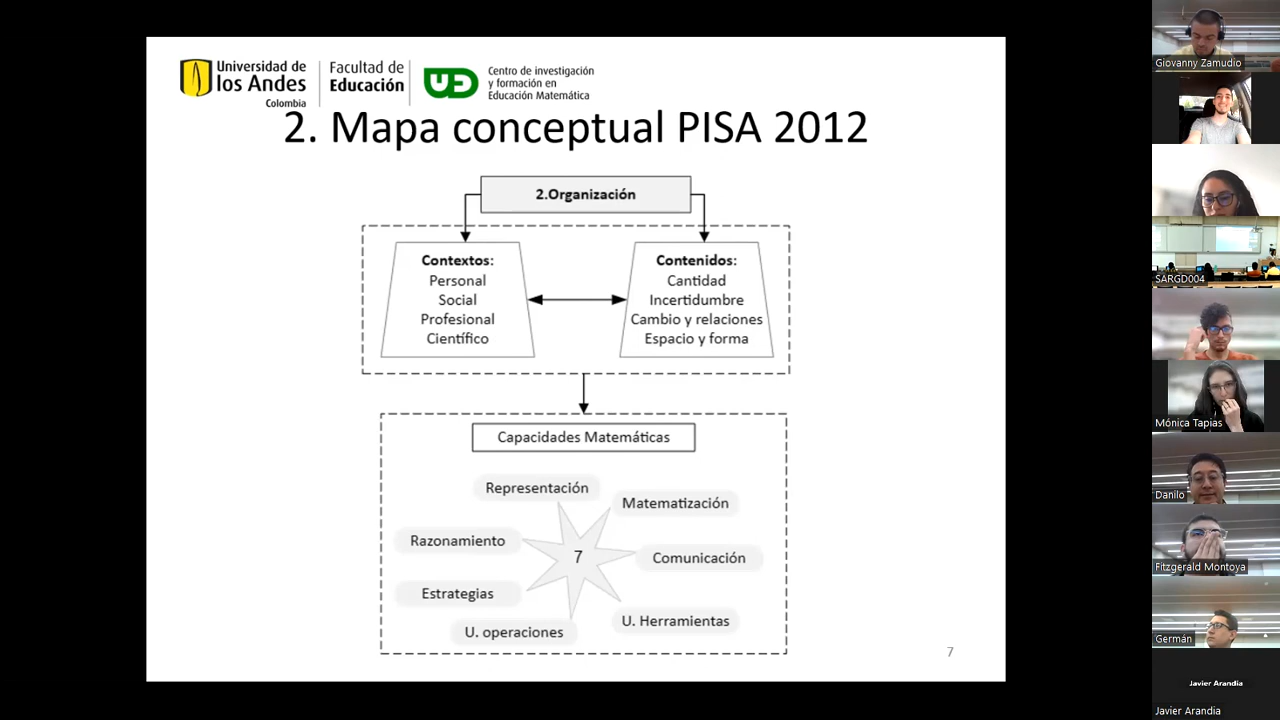 Universidad de
los Andes
Colombia
Facultad de
Educación
UED
Centro de investigación
y formación en
Educación Matemática
2. Mapa conceptual PISA 2012
2.Organización
Contextos:
Personal
Social
Profesional
Científico
Contenidos:
Cantidad
Incertidumbre
Cambio y relaciones
Espacio y forma
Capacidades Matemáticas
Representación
Matematización
Razonamiento
7
Comunicación
Estrategias
U. Herramientas
U. operaciones
7
Giovanny Zamudio
SARGD004
Mónica Tapias
Danilo
Fitzgerald Montoya
Germán
Javier Arandia
Javier Arandia